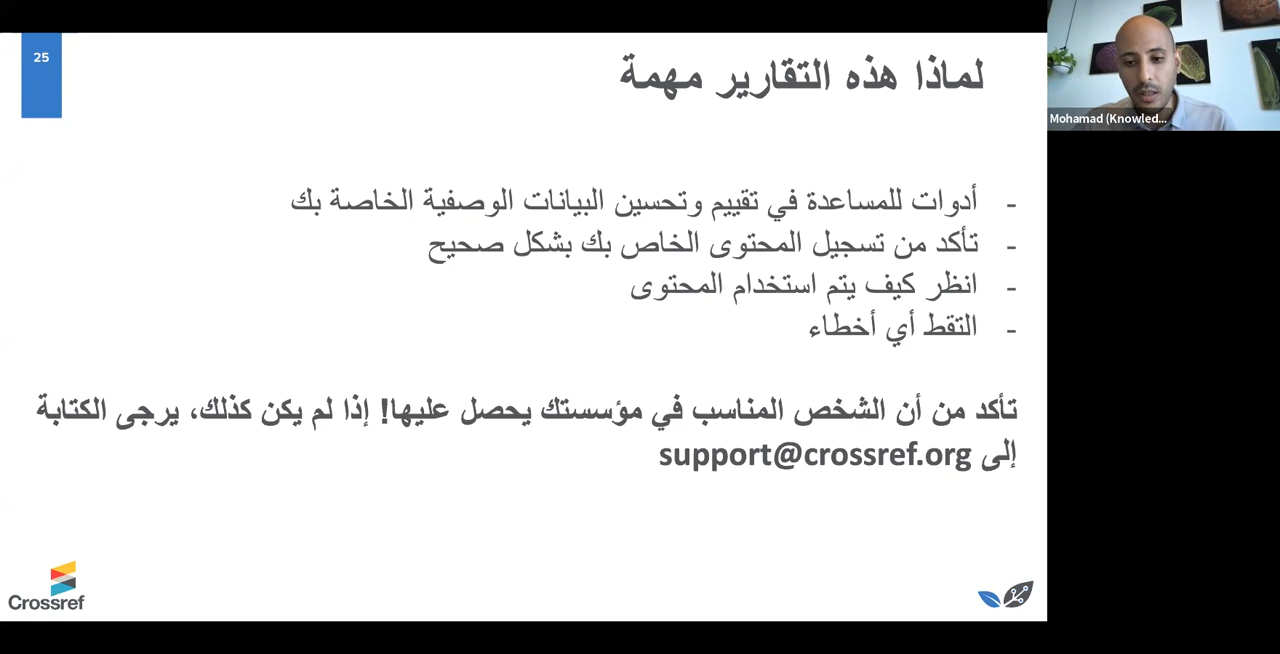 25
لماذا هذه التقارير مهمة
- أدوات للمساعدة في تقييم وتحسين البيانات الوصفية الخاصة بك
- تأكد من تسجيل المحتوى الخاص بك بشكل صحيح
- انظر كيف يتم استخدام المحتوى
- التقط أي أخطاء
تأكد من أن الشخص المناسب في مؤسستك يحصل عليها! إذا لم يكن كذلك، يرجى الكتابة
إلى support@crossref.org
Crossref
Mohamad (Knowled...